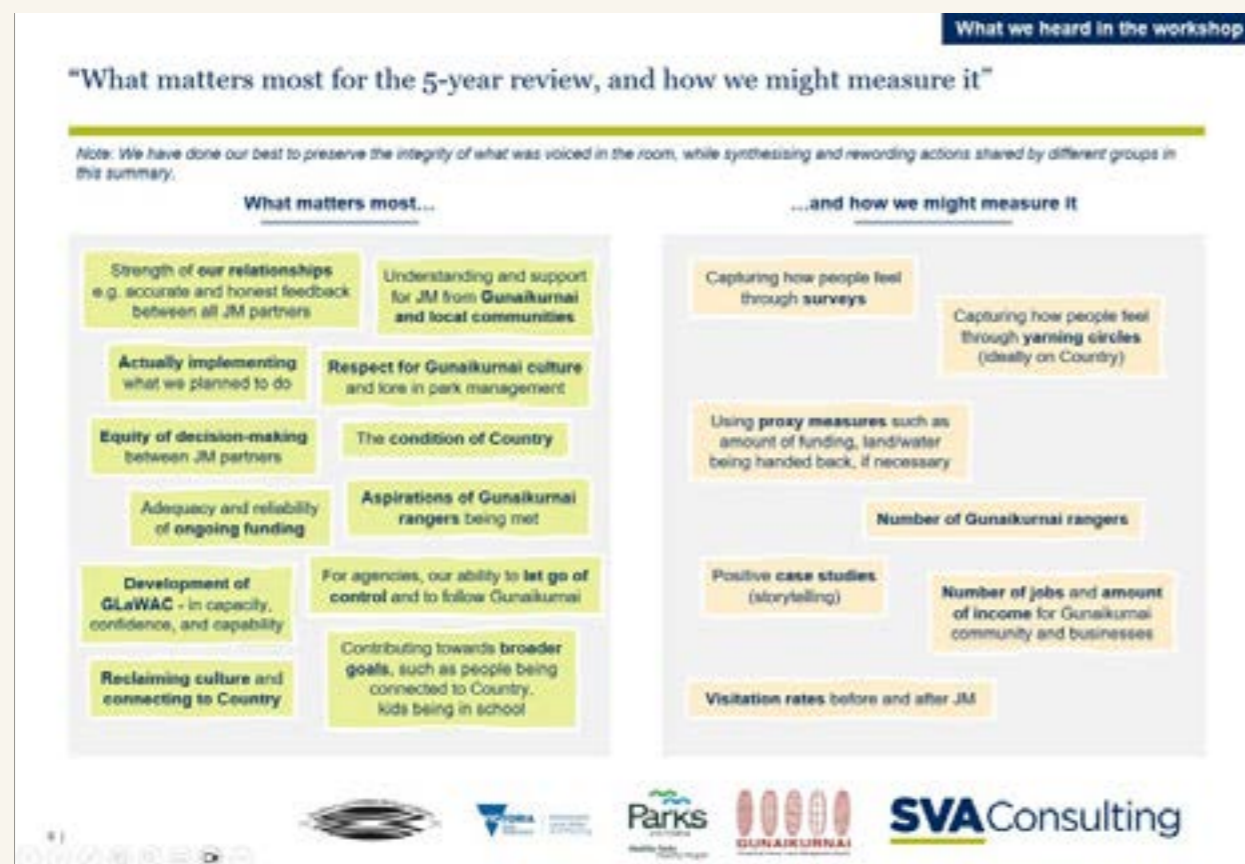 What we heard in the workshop
“What matters most for the 5-year review, and how we might measure it”
Note: We have done our best to preserve the integrity of what was voiced in the room, while synthesising and rewording actions shared by different groups in
this summary.
What matters most...
Strength of our relationships
e.g. accurate and honest feedback
between all JM partners
Understanding and support
for JM from Gunaikurnai
and local communities
Actually implementing
what we planned to do
Respect for Gunaikurnai culture
and lore in park management
Equity of decision-making
between JM partners
The condition of Country
Adequacy and reliability
of ongoing funding
Aspirations of Gunaikurnai
rangers being met
Development of
GLaWAC - in capacity,
confidence, and capability
For agencies, our ability to let go of
control and to follow Gunaikurnai
Reclaiming culture and
connecting to Country
Contributing towards broader
goals, such as people being
connected to Country,
kids being in school
...and how we might measure it
Capturing how people feel
through surveys
Capturing how people feel
through yarning circles
(ideally on Country)
Using proxy measures such as
amount of funding, land/water
being handed back, if necessary
Number of Gunaikurnai rangers
Positive case studies
(storytelling)
Number of jobs and amount
of income for Gunaikurnai
community and businesses
Visitation rates before and after JM
VICTORIA
Parks
GUNAIKURNAI
SVA Consulting